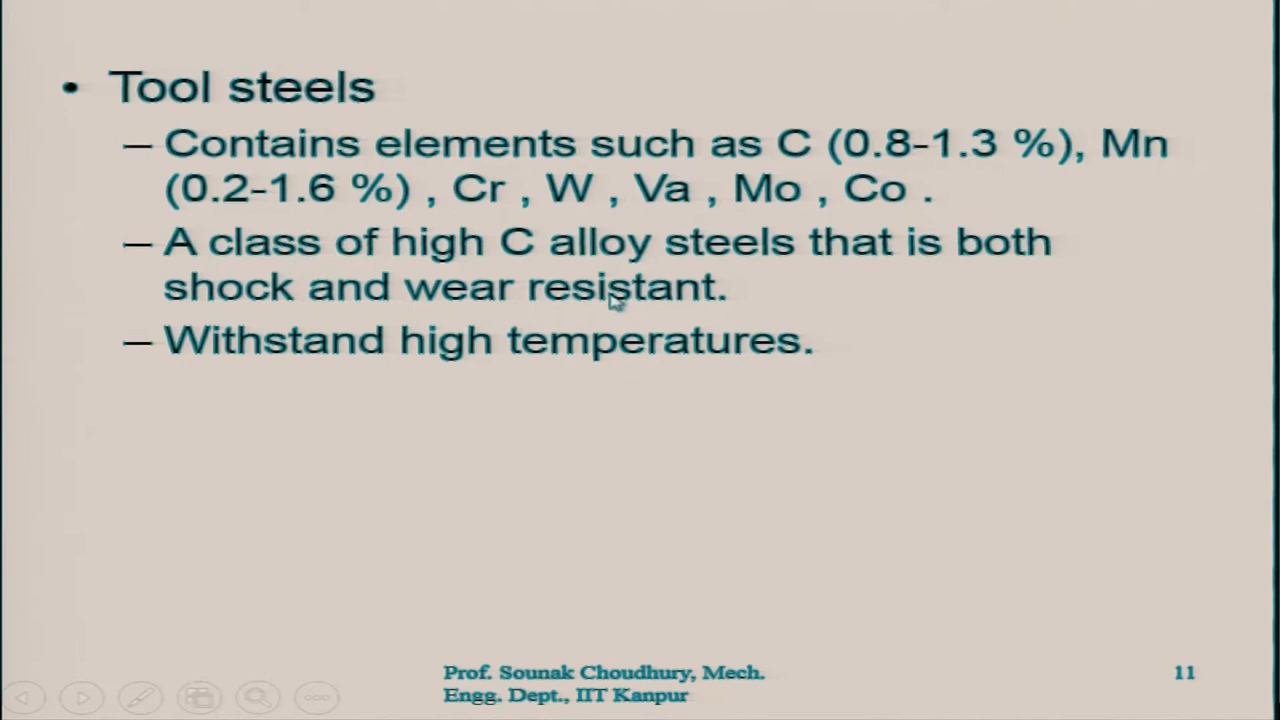 • Tool steels
– Contains elements such as C (0.8-1.3 %), Mn
(0.2-1.6 %) , Cr , W , Va , Mo , Co .
– A class of high C alloy steels that is both
shock and wear resistant.
– Withstand high temperatures.
Prof. Sounak Choudhury, Mech.
Engg. Dept., IIT Kanpur
11